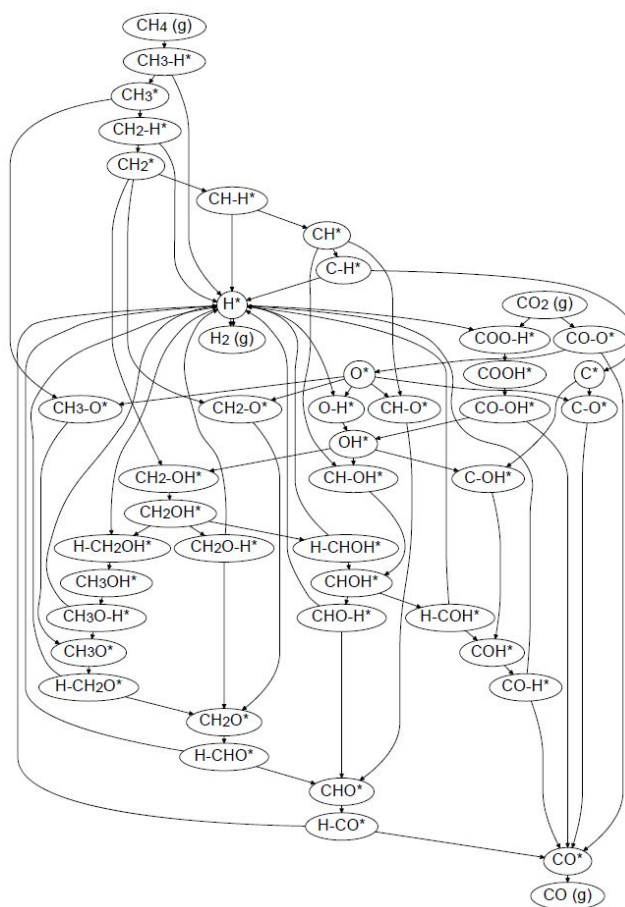 CH4 (g)
CH3-H*
CH3*
CH2-H*
CH2*
CH-H*
CH*
C-H*
H*
CO2 (g)
H2 (g)
COO-H*
CO-O*
O*
COOH*
C*
CH3-O*
CH2-O*
O-H*
CH-O*
CO-OH*
C-O*
OH*
CH2-OH*
CH-OH*
C-OH*
CH2OH*
H-CH2OH*
CH2O-H*
H-CHOH*
CH3OH*
CHOH*
CH3O-H*
CHO-H*
H-COH*
CH3O*
COH*
H-CH2O*
CO-H*
CH2O*
H-CHO*
CHO*
H-CO*
CO*
CO (g)